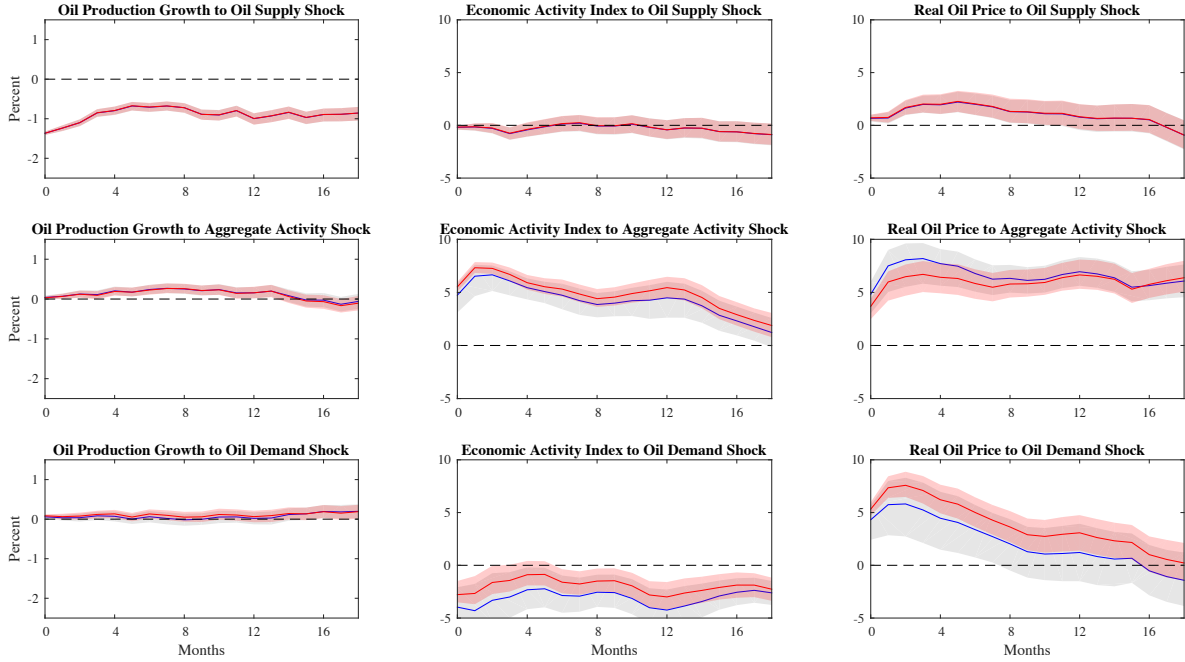 Oil Production Growth to Oil Supply Shock
Economic Activity Index to Oil Supply Shock
Real Oil Price to Oil Supply Shock
Percent
1
0
-1
-2
0 4 8 12 16
10
5
0
-5
0 4 8 12 16
10
5
0
-5
0 4 8 12 16
Oil Production Growth to Aggregate Activity Shock
Economic Activity Index to Aggregate Activity Shock
Real Oil Price to Aggregate Activity Shock
Percent
1
0
-1
-2
0 4 8 12 16
10
5
0
-5
0 4 8 12 16
10
5
0
-5
0 4 8 12 16
Oil Production Growth to Oil Demand Shock
Economic Activity Index to Oil Demand Shock
Real Oil Price to Oil Demand Shock
Percent
1
0
-1
-2
0 4 8 12 16
Months
10
5
0
-5
0 4 8 12 16
Months
10
5
0
-5
0 4 8 12 16
Months